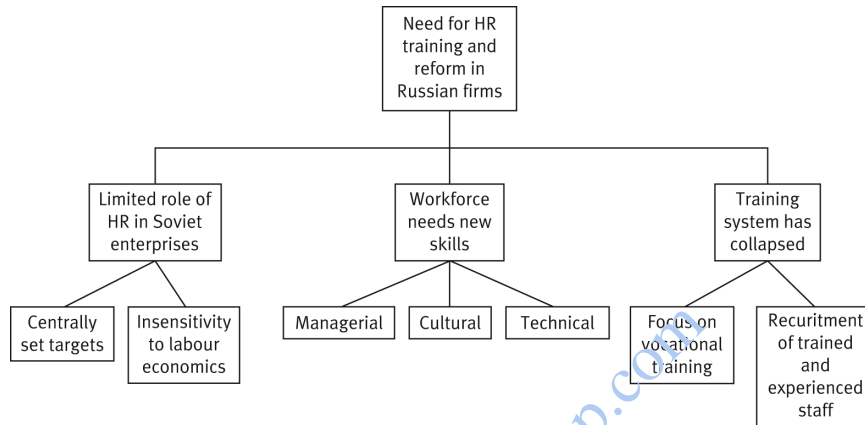 Need for HR
training and
reform in
Russian firms
Limited role of
HR in Soviet
enterprises
Workforce
needs new
skills
Training
system has
collapsed
Centrally
set targets
Insensitivity
to labour
economics
Managerial
Cultural
Technical
Focus on
vocational
training
Recuritment
of trained
and
experienced
staff
p.com